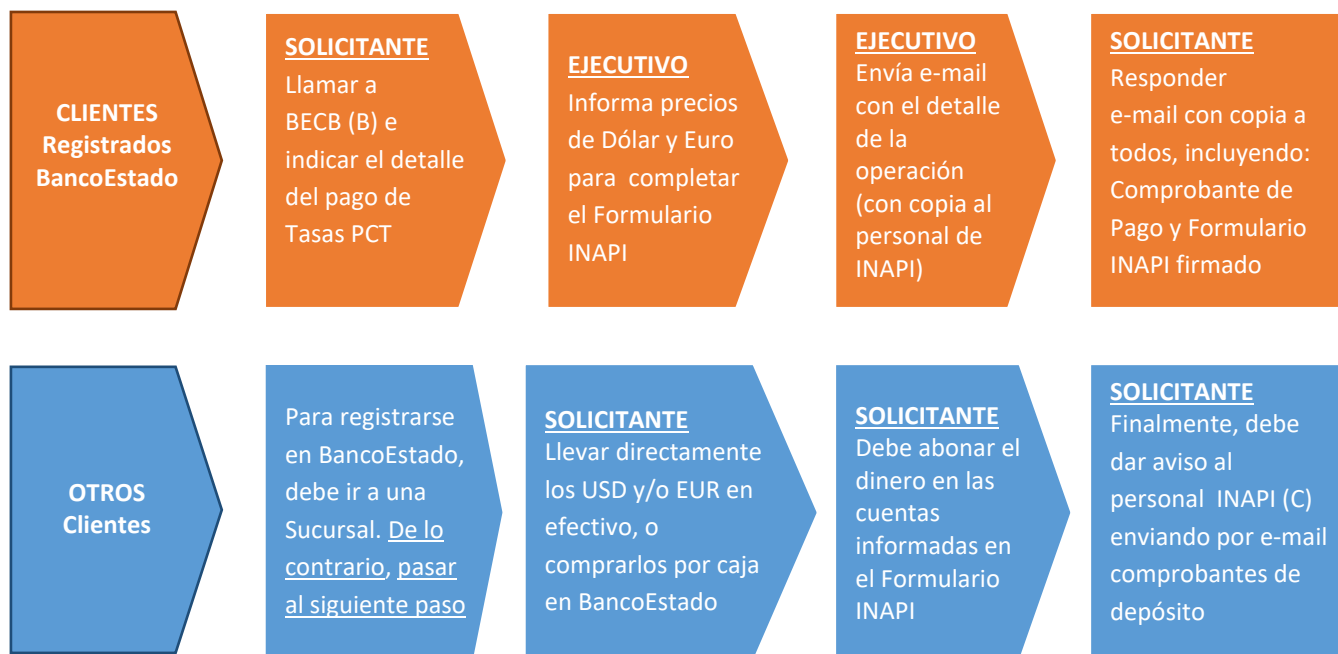 CLIENTES
Registrados
BancoEstado
SOLICITANTE
Llamar a
BECB (B) e
indicar el detalle
del pago de
Tasas PCT
EJECUTIVO
Informa precios
de Dólar y Euro
para completar
el Formulario
INAPI
EJECUTIVO
Envía e-mail
con el detalle
de la
operación
(con copia al
personal de
INAPI)
SOLICITANTE
Responder
e-mail con copia a
todos, incluyendo:
Comprobante de
Pago y Formulario
INAPI firmado
OTROS
Clientes
Para registrarse
en BancoEstado,
debe ir a una
Sucursal. De lo
contrario, pasar
al siguiente paso
SOLICITANTE
Llevar directamente
los USD y/o EUR en
efectivo, o
comprarlos por caja
en BancoEstado
SOLICITANTE
Debe abonar el
dinero en las
cuentas
informadas en
el Formulario
INAPI
SOLICITANTE
Finalmente, debe
dar aviso al
personal INAPI (C)
enviando por e-mail
comprobantes de
depósito